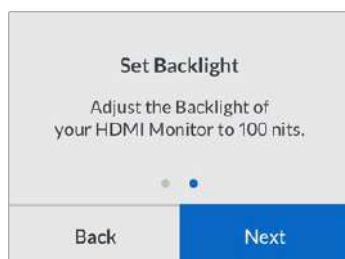 Set Backlight
Adjust the Backlight of
your HDMI Monitor to 100 nits.
Back Next